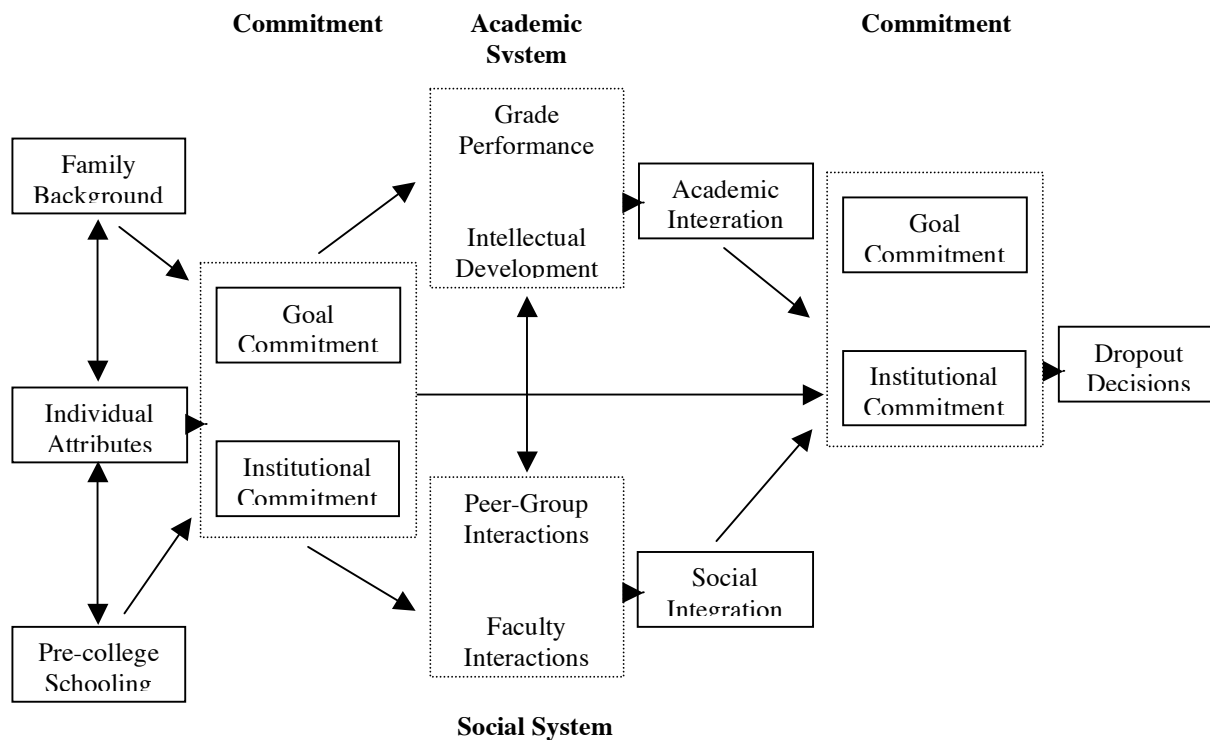 Commitment
Academic
System
Commitment
Grade
Performance
Intellectual
Development
Family
Background
Academic
Integration
Goal
Commitment
Goal
Commitment
Institutional
Commitment
Dropout
Decisions
Individual
Attributes
Institutional
Commitment
Peer-Group
Interactions
Faculty
Interactions
Social
Integration
Pre-college
Schooling
Social System